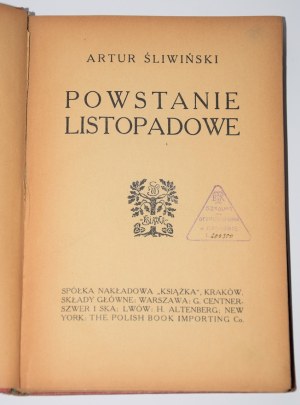 ARTUR ŚLIWIŃSKI
POWSTANIE
LISTOPADOWE
SPÓŁKA NAKŁADOWA „KSIĄŻKA", KRAKÓW.
SKŁADY GŁÓWNE: WARSZAWA: G. CENTNER-
SZWER I SKA: LWÓW: H. ALTENBERG; NEW
YORK: THE POLISH BOOK IMPORTING Co.